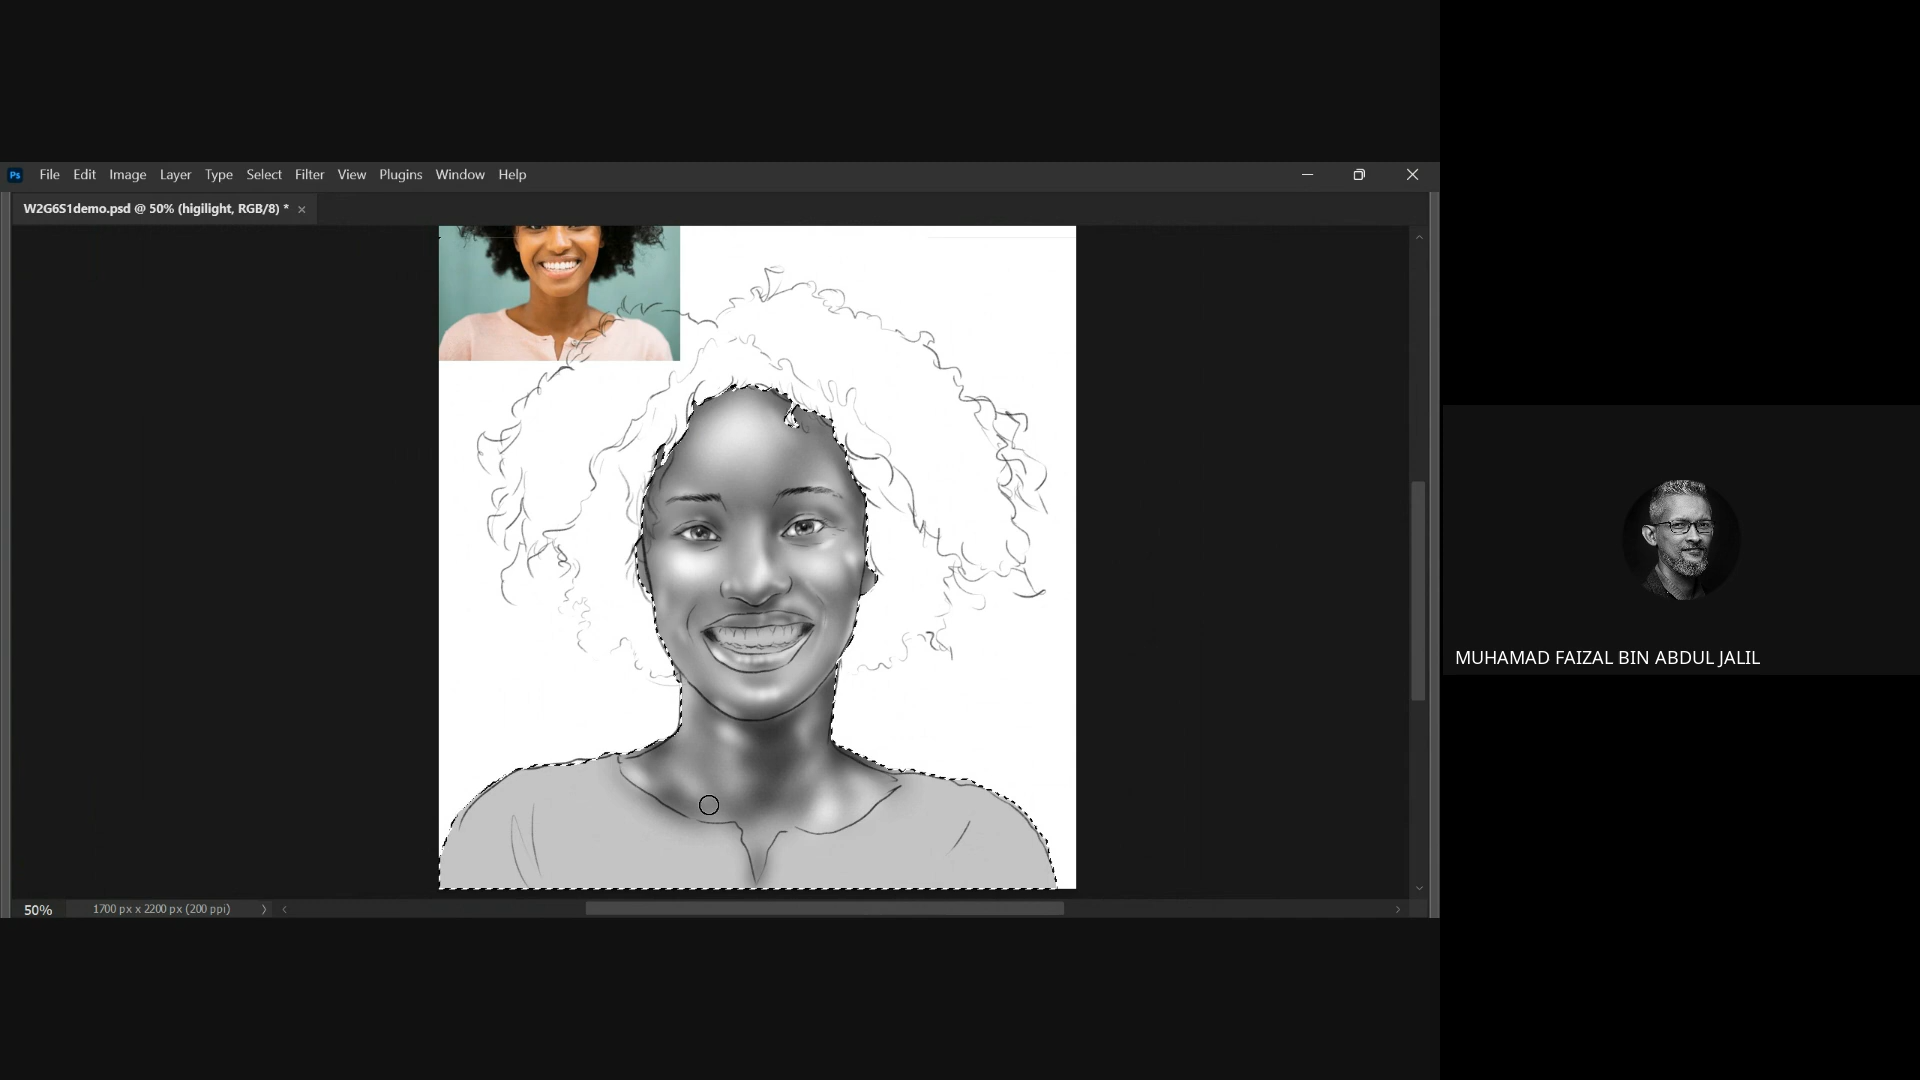 Ps File Edit Image Layer Type Select Filter View Plugins Window Help
W2G6S1demo.psd @ 50% (higilight, RGB/8) *
50% 1700 px x 2200 px (200 ppi)
MUHAMAD FAIZAL BIN ABDUL JALIL